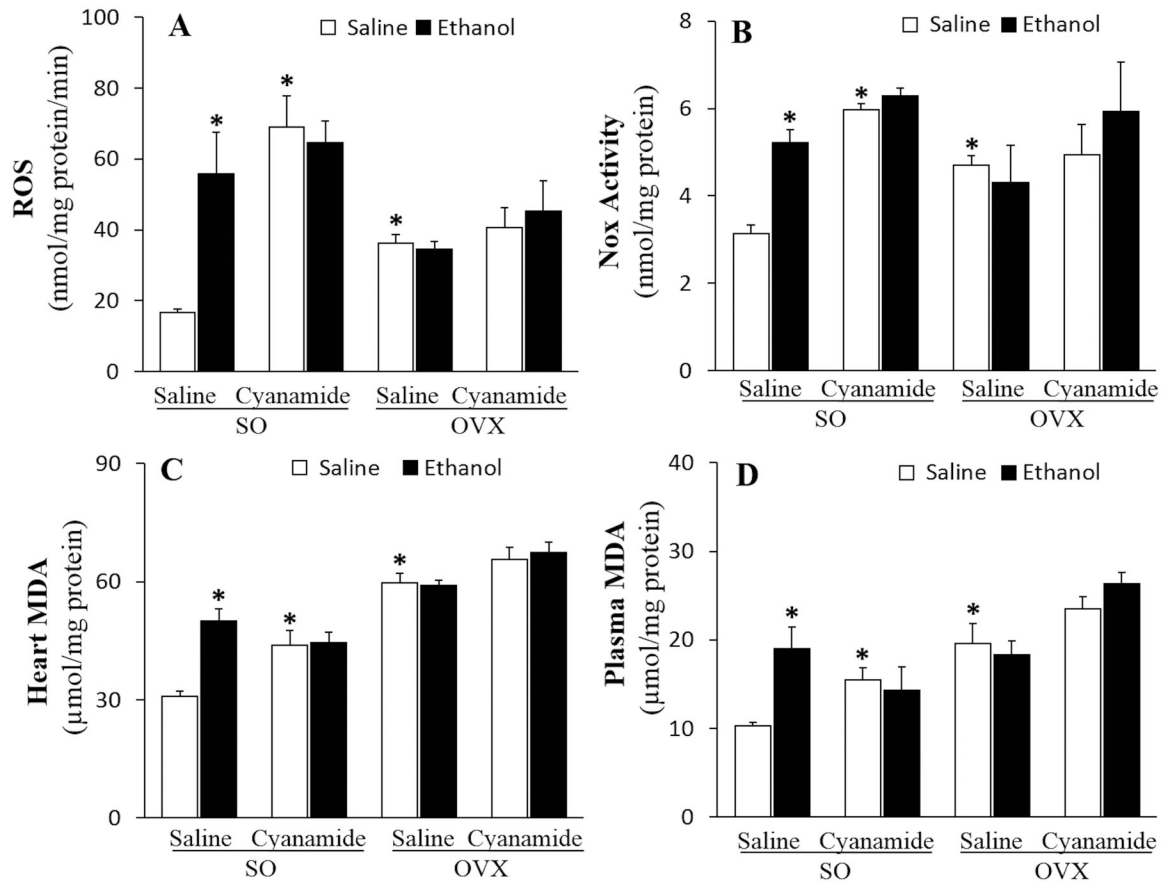 A
Saline Ethanol
ROS
(nmol/mg protein/min)
100
80
60
40
20
0
* * *
Saline Cyanamide Saline Cyanamide
SO OVX
B
Saline Ethanol
Nox Activity
(nmol/mg protein)
8
6
4
2
0
* * *
Saline Cyanamide Saline Cyanamide
SO OVX
C
Saline Ethanol
Heart MDA
(µmol/mg protein)
90
60
30
0
* * *
Saline Cyanamide Saline Cyanamide
SO OVX
D
Saline Ethanol
Plasma MDA
(µmol/mg protein)
40
30
20
10
0
* * *
Saline Cyanamide Saline Cyanamide
SO OVX